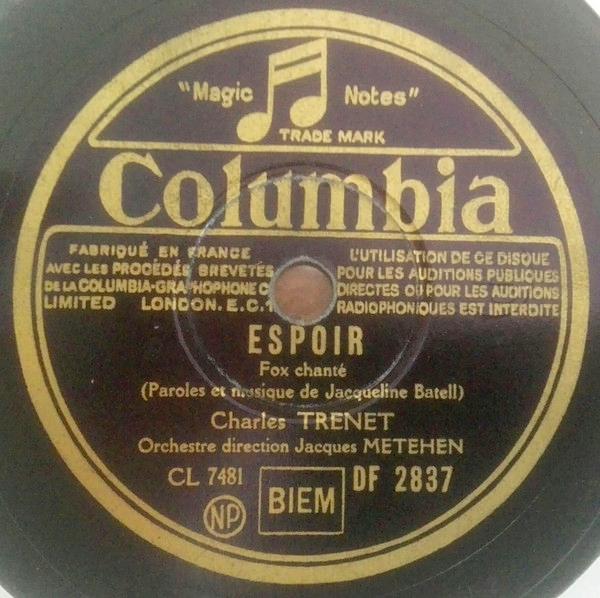 "Magic Notes"
TRADE MARK
Columbia
FABRIQUÉ EN FRANCE
AVEC LES PROCÉDÉS BREVETÉS
DE LA COLUMBIA-GRAPHOPHONE C
LIMITED LONDON. E.C.1
L'UTILISATION DE CE DISQUE
POUR LES AUDITIONS PUBLIQUES
DIRECTES OU POUR LES AUDITIONS
RADIOPHONIQUES EST INTERDITE
ESPOIR
Fox chanté
(Paroles et musique de Jacqueline Batell)
Charles TRENET
Orchestre direction Jacques METEHEN
CL 7481 BIEM DF 2837
NP